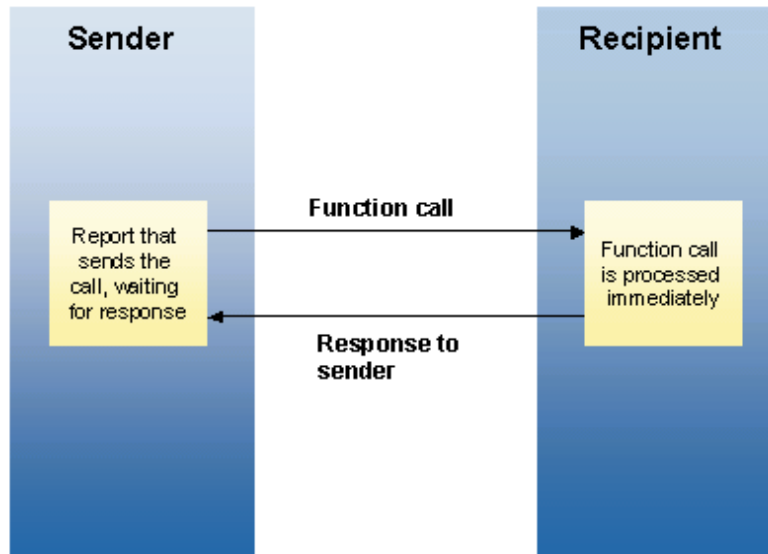 Sender
Recipient
Function call
Report that
sends the
call, waiting
for response
Function call
is processed
immediately
Response to
sender